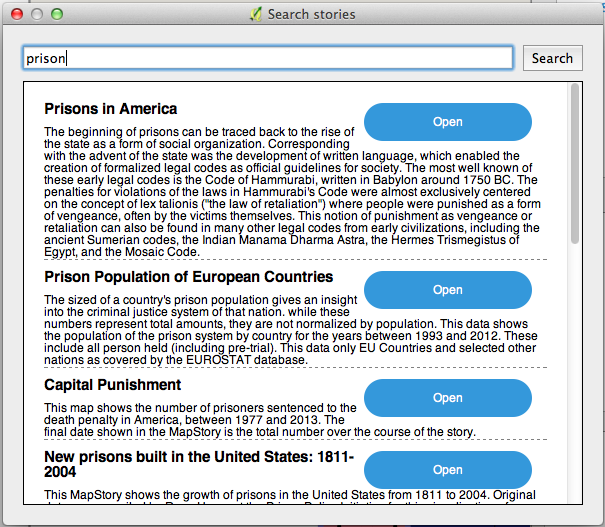 Search stories
prison
Search
Prisons in America
Open
The beginning of prisons can be traced back to the rise of
the state as a form of social organization. Corresponding
with the advent of the state was the development of written language, which enabled the
creation of formalized legal codes as official guidelines for society. The most well known of
these early legal codes is the Code of Hammurabi, written in Babylon around 1750 BC. The
penalties for violations of the laws in Hammurabi's Code were almost exclusively centered
on the concept of lex talionis ("the law of retaliation") where people were punished as a form
of vengeance, often by the victims themselves. This notion of punishment as vengeance or
retaliation can also be found in many other legal codes from early civilizations, including the
ancient Sumerian codes, the Indian Manama Dharma Astra, the Hermes Trismegistus of
Egypt, and the Mosaic Code.
Prison Population of European Countries
Open
The sized of a country's prison population gives an insight
into the criminal justice system of that nation. while these
numbers represent total amounts, they are not normalized by population. This data shows
the population of the prison system by country for the years between 1993 and 2012. These
include all person held (including pre-trial). This data only EU Countries and selected other
nations as covered by the EUROSTAT database.
Capital Punishment
Open
This map shows the number of prisoners sentenced to the
death penalty in America, between 1977 and 2013. The
final date shown in the MapStory is the total number over the course of the story.
New prisons built in the United States: 1811-
2004
Open
This MapStory shows the growth of prisons in the United States from 1811 to 2004. Original